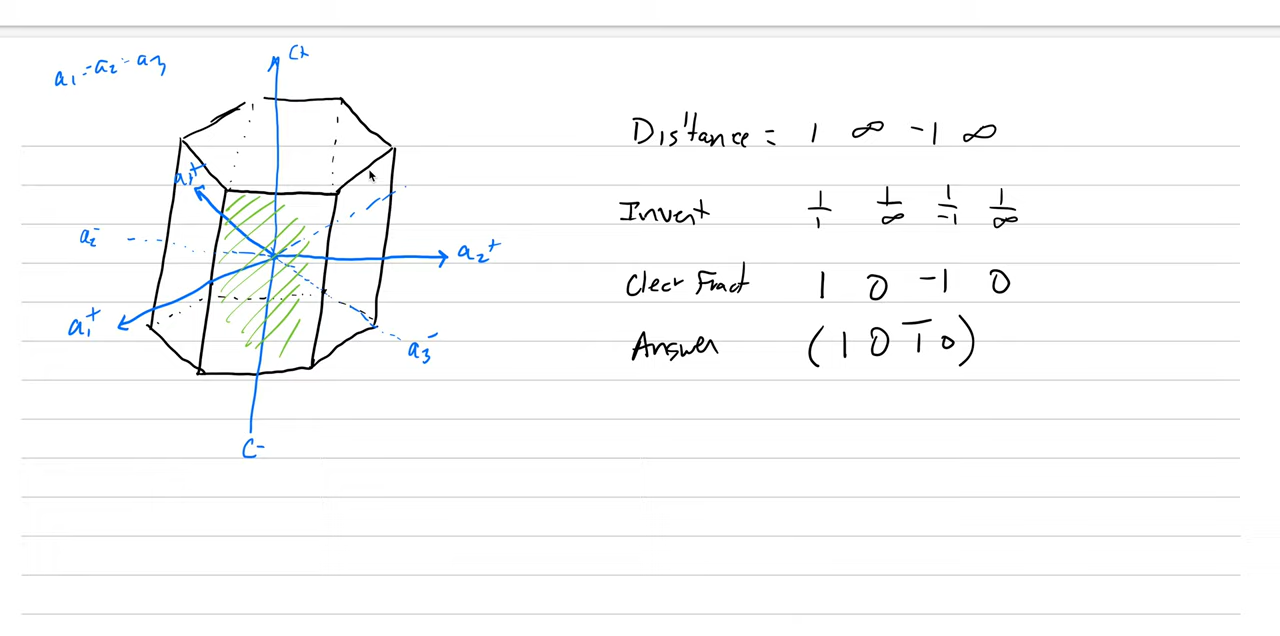 a1 = a2 = a3
C+
a3+
a2-
a2+
a1+
a3-
C-
Distance = 1 ∞ -1 ∞
Invert 1/1 1/∞ 1/-1 1/∞
Clear Fract 1 0 -1 0
Answer (1 0 1̅ 0)